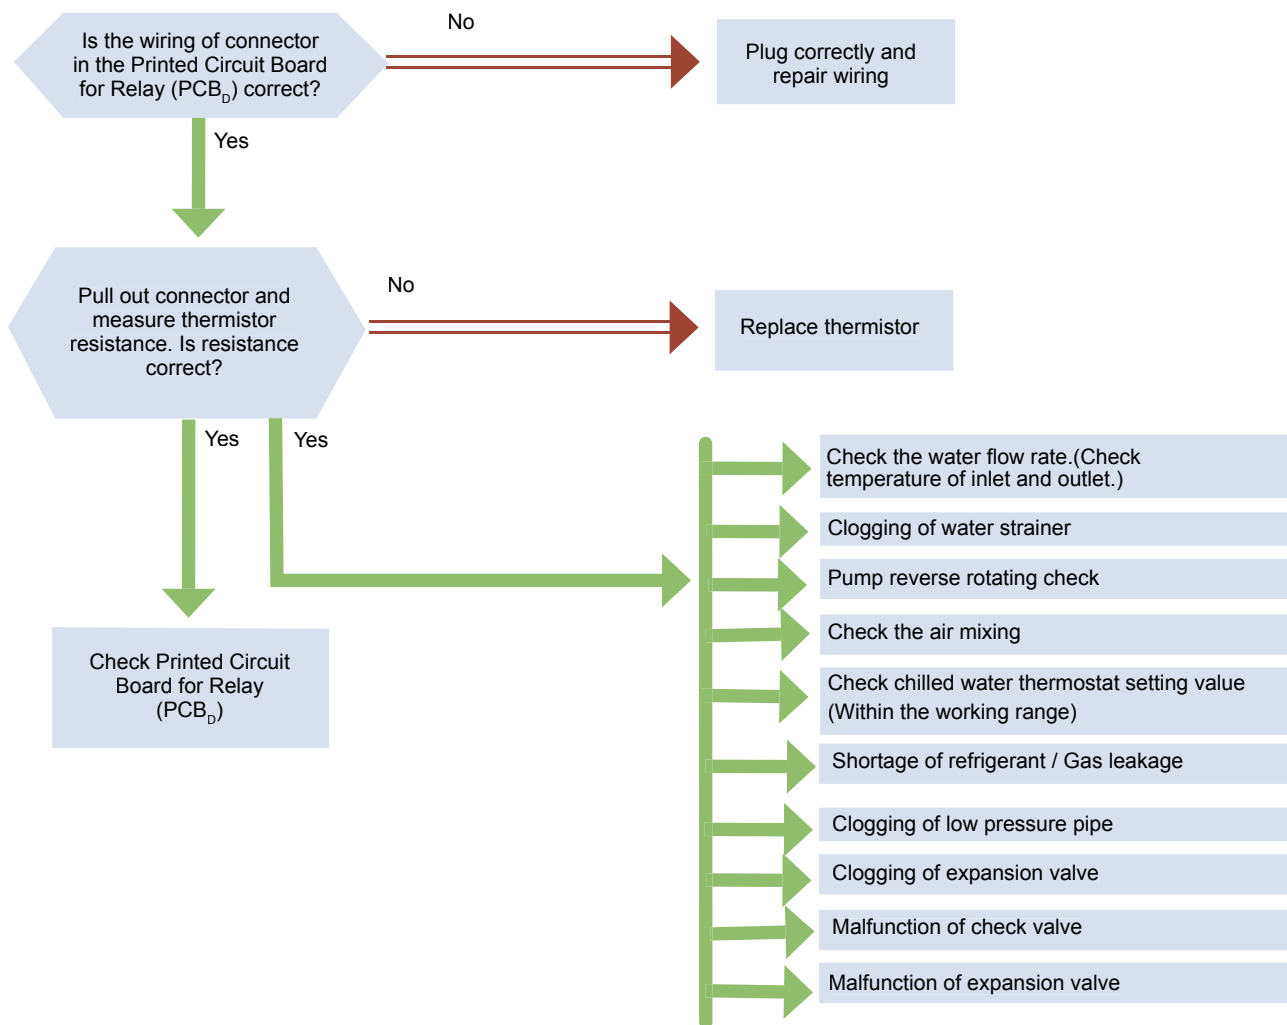 Is the wiring of connector
in the Printed Circuit Board
for Relay (PCBD) correct?
No
Plug correctly and
repair wiring
Yes
Pull out connector and
measure thermistor
resistance. Is resistance
correct?
No
Replace thermistor
Yes
Yes
Check Printed Circuit
Board for Relay
(PCBD)
Check the water flow rate.(Check
temperature of inlet and outlet.)
Clogging of water strainer
Pump reverse rotating check
Check the air mixing
Check chilled water thermostat setting value
(Within the working range)
Shortage of refrigerant / Gas leakage
Clogging of low pressure pipe
Clogging of expansion valve
Malfunction of check valve
Malfunction of expansion valve